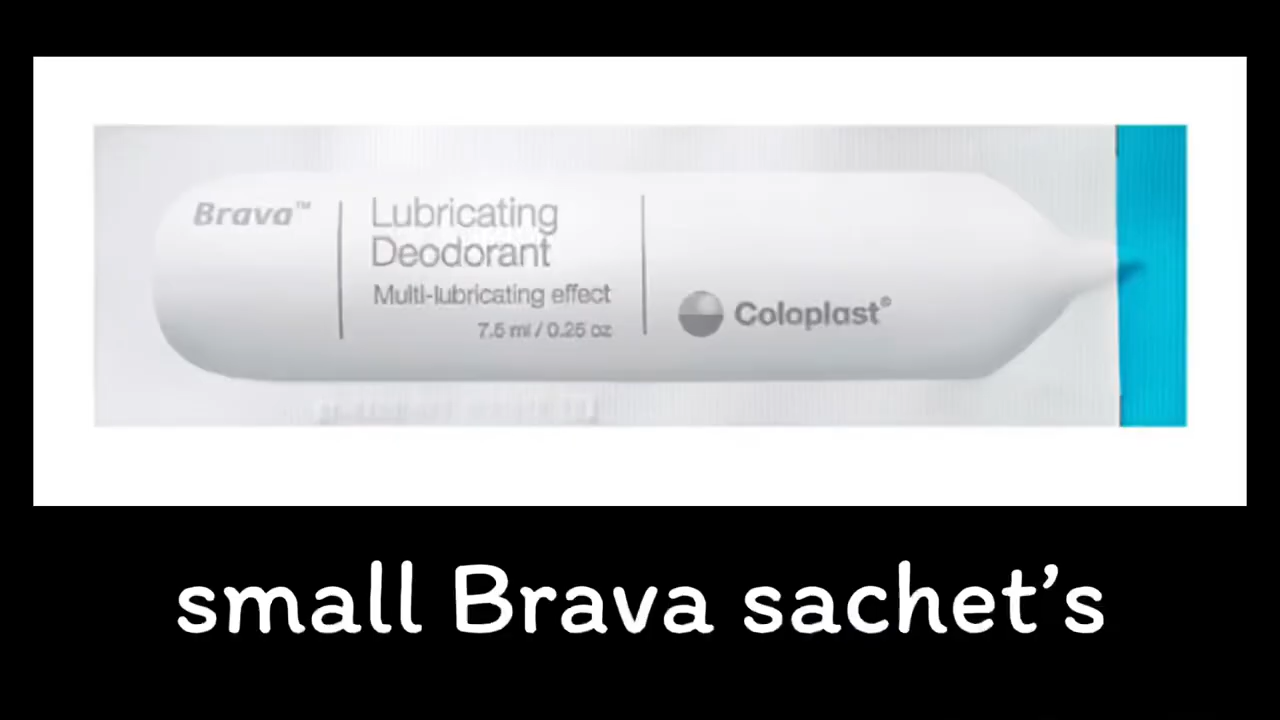 Brava™
Lubricating
Deodorant
Multi-lubricating effect
7.5 ml / 0.25 oz
Coloplast®
small Brava sachet’s